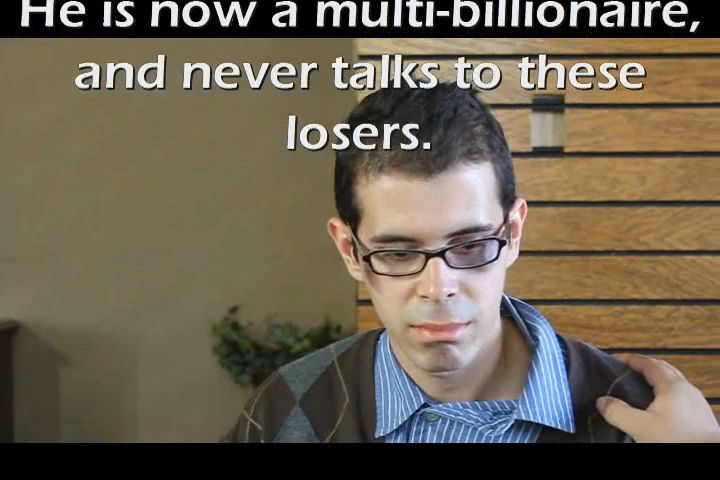 He is now a multi-billionaire,
and never talks to these
losers.